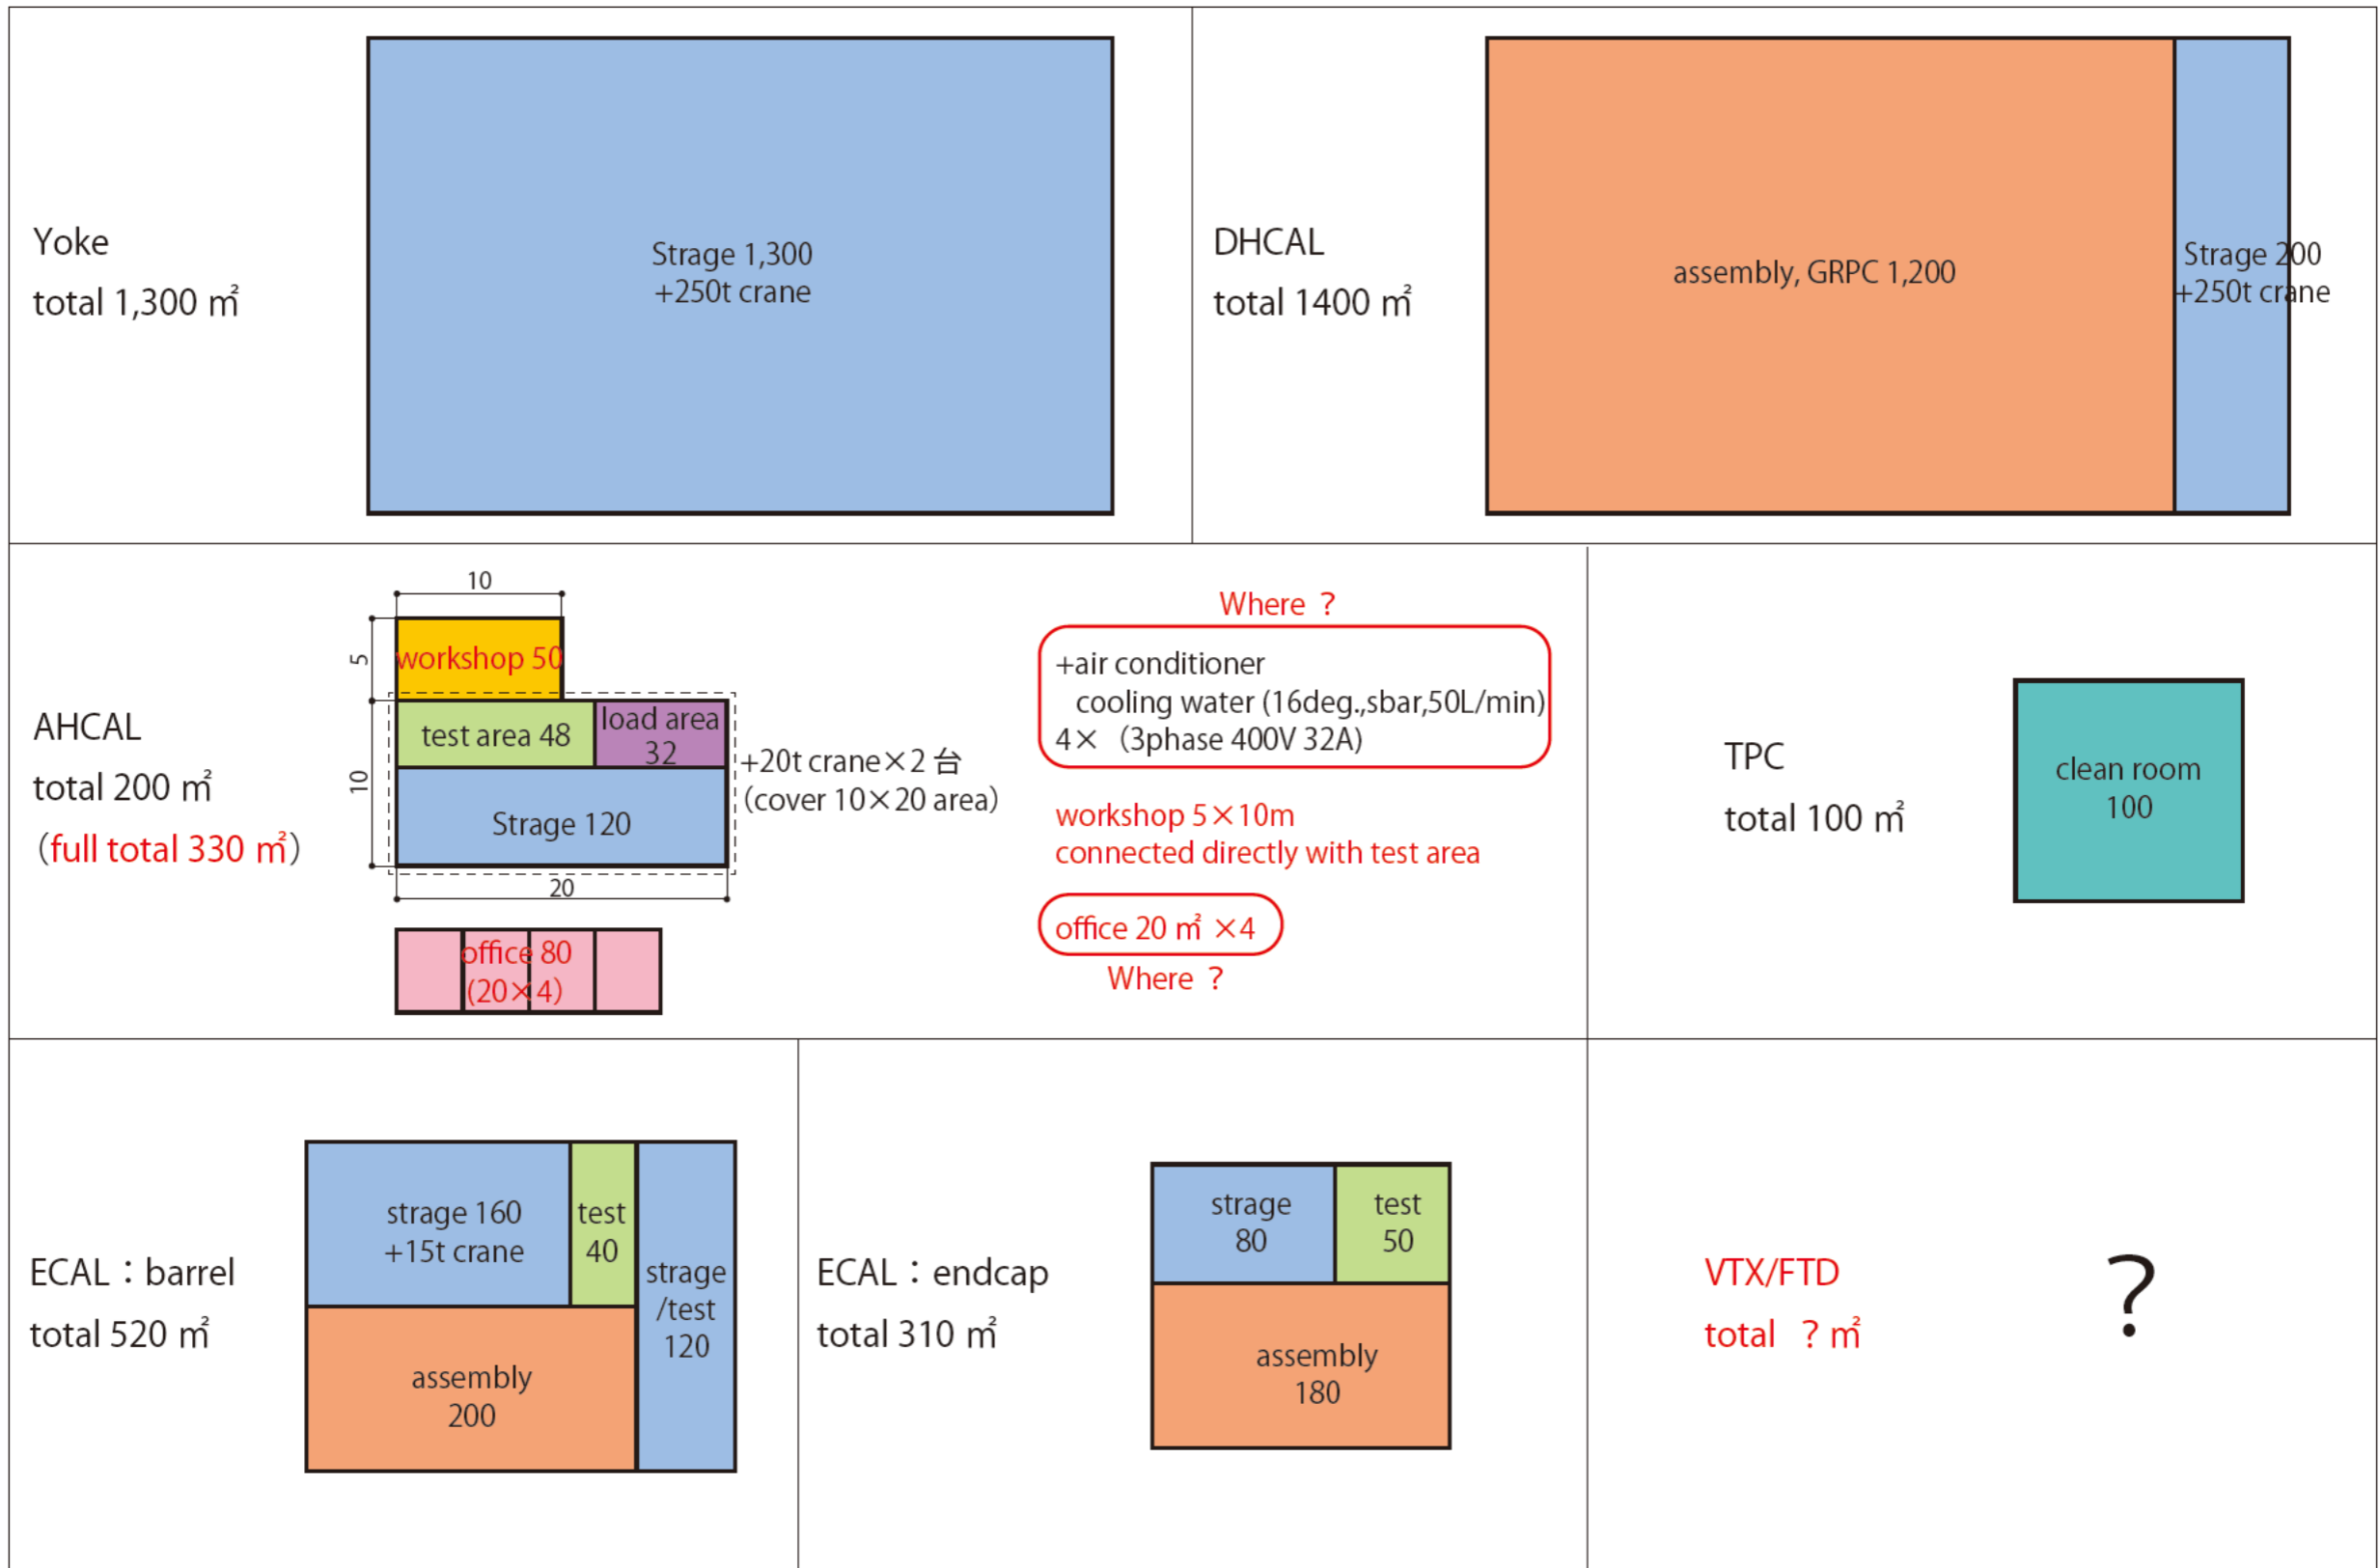 Yoke
total 1,300 ㎡
Strage 1,300
+250t crane
DHCAL
total 1400 ㎡
assembly, GRPC 1,200
Strage 200
+250t crane
AHCAL
total 200 ㎡
（full total 330 ㎡）
10
5
workshop 50
10
test area 48
load area
32
Strage 120
20
+20t crane×2 台
（cover 10×20 area）
office 80
(20×4)
Where ？
+air conditioner
cooling water (16deg.,sbar,50L/min)
4× （3phase 400V 32A）
workshop 5×10m
connected directly with test area
office 20 ㎡ ×4
Where ？
TPC
total 100 ㎡
clean room
100
ECAL：barrel
total 520 ㎡
strage 160
+15t crane
test
40
strage
/test
120
assembly
200
ECAL：endcap
total 310 ㎡
strage
80
test
50
assembly
180
VTX/FTD
total ？㎡
?